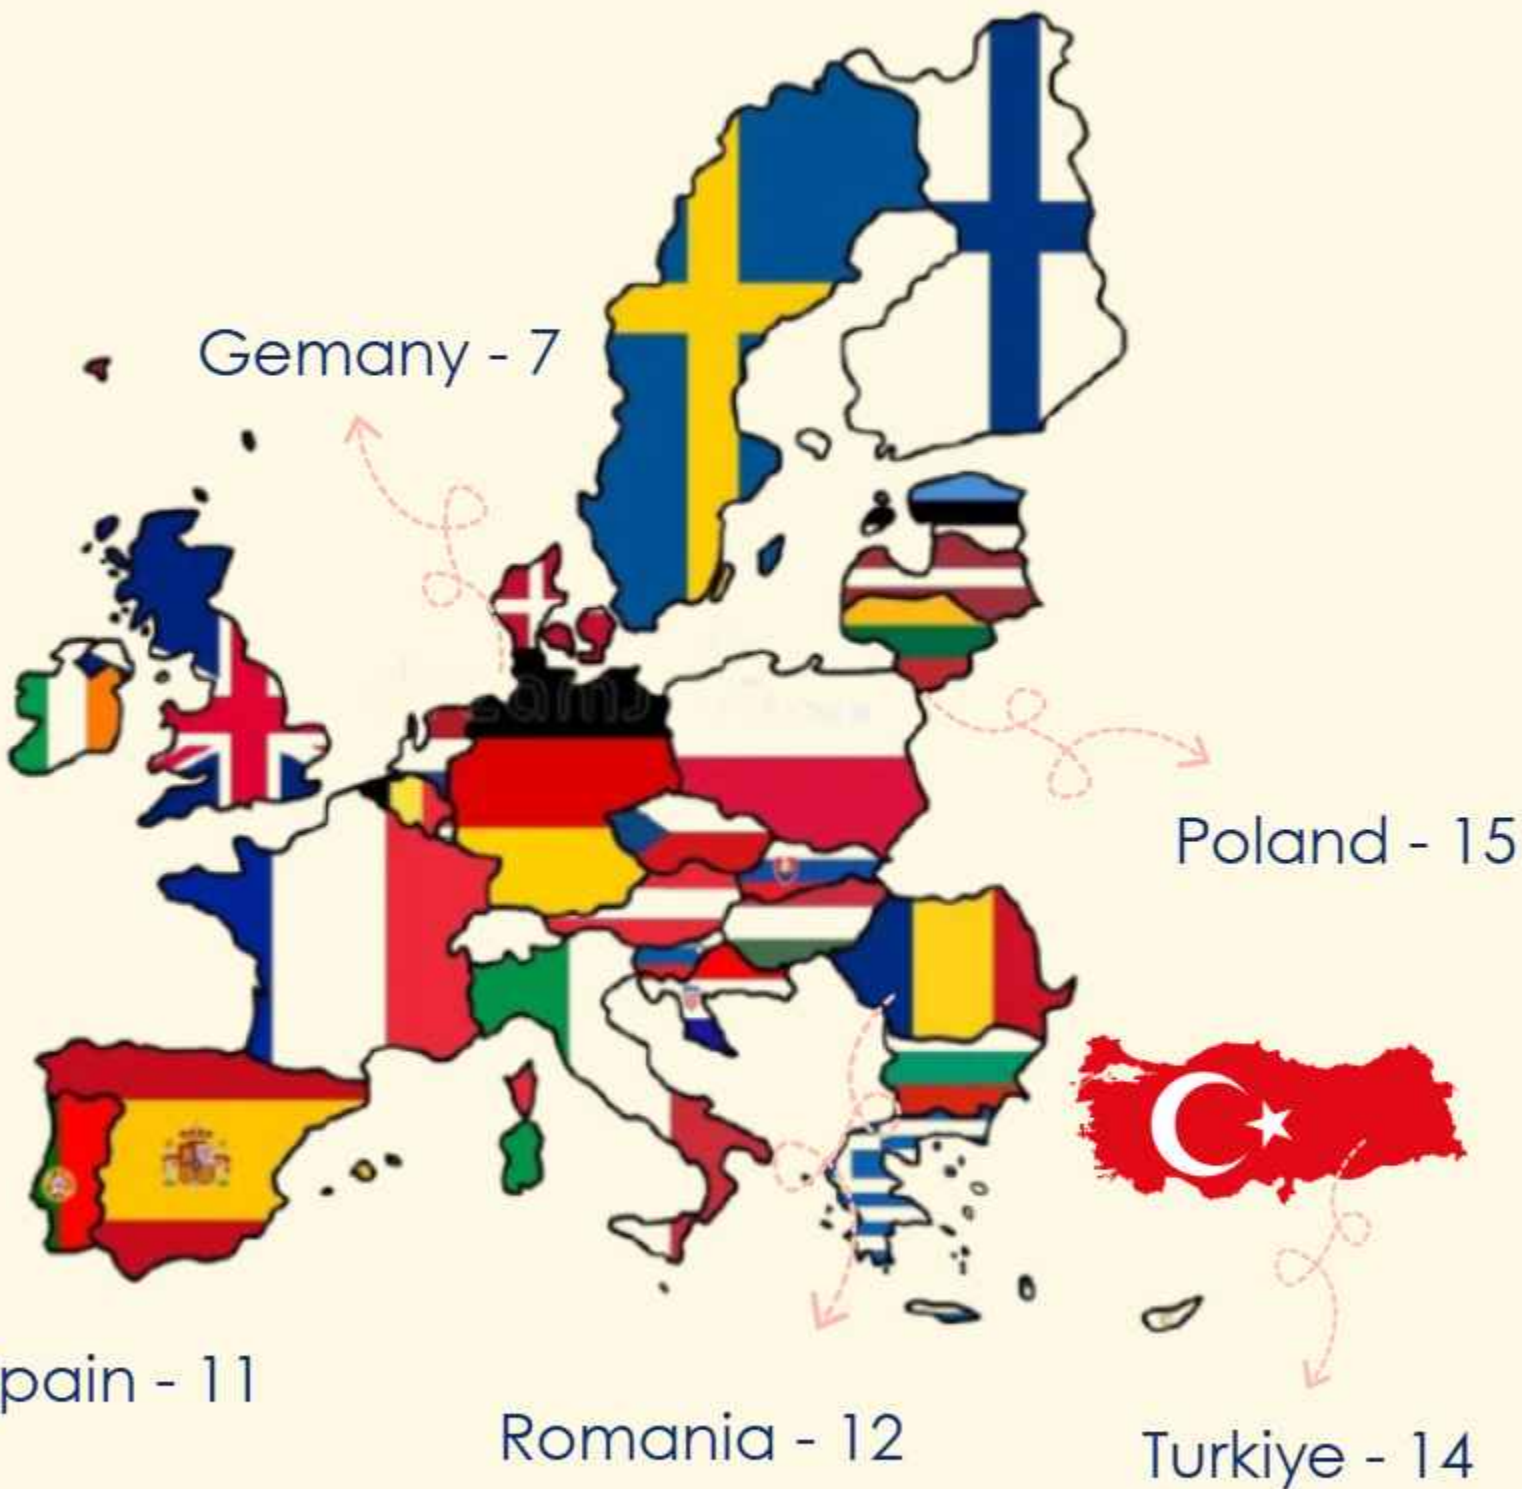 Gemany - 7
Poland - 15
pain - 11
Romania - 12
Turkiye - 14